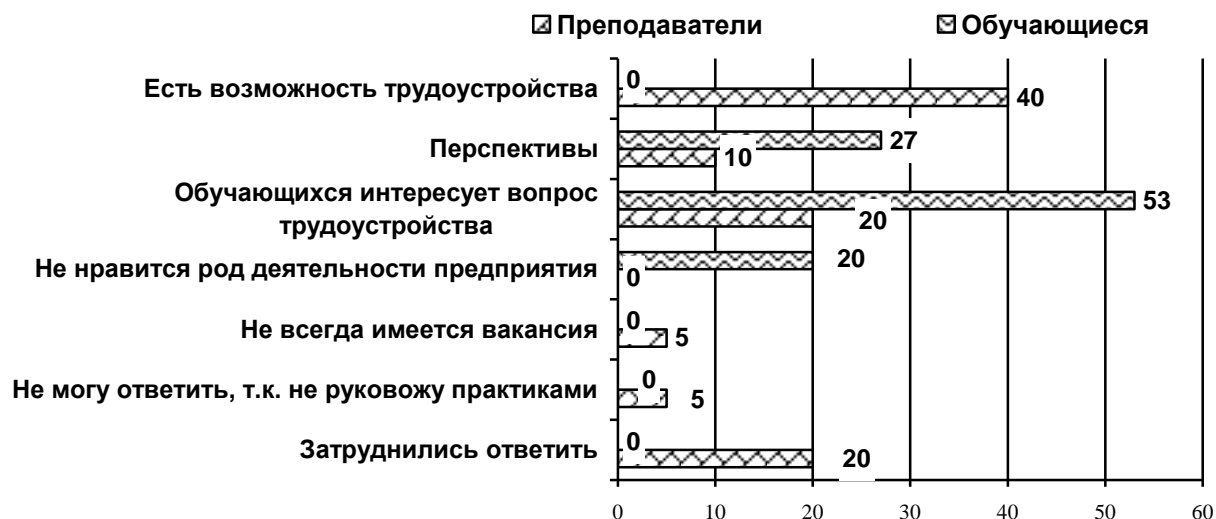 Преподаватели Обучающиеся
Есть возможность трудоустройства
0
40
Перспективы
27
10
Обучающихся интересует вопрос
трудоустройства
53
20
Не нравится род деятельности предприятия
20
0
Не всегда имеется вакансия
0
5
Не могу ответить, т.к. не руковожу практиками
0
5
Затруднились ответить
0
20
0 10 20 30 40 50 60